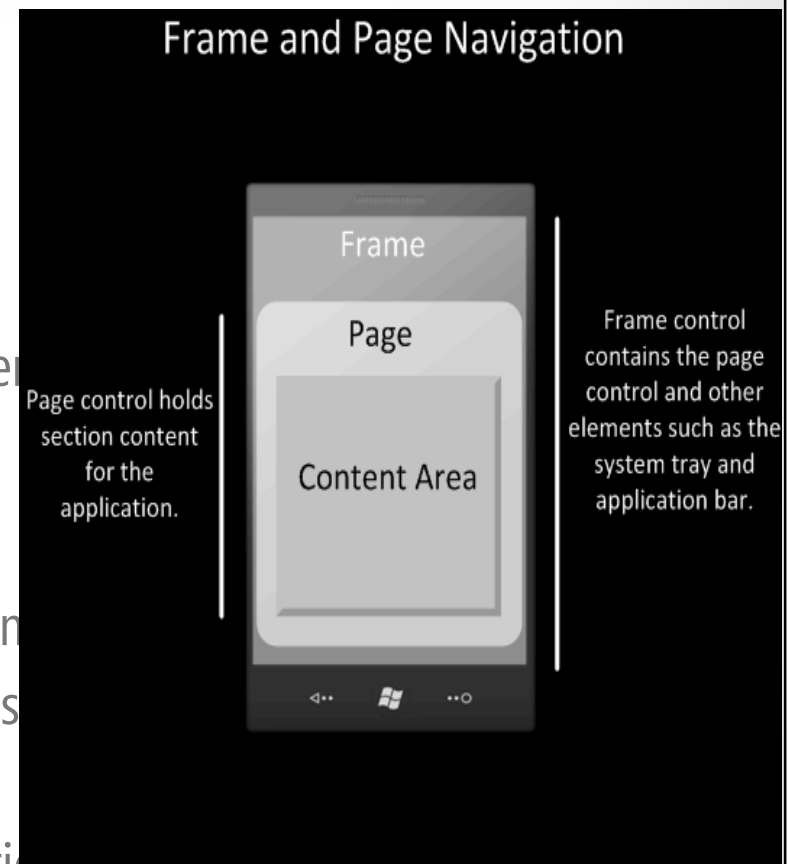 Frame and Page Navigation
Frame
Page
Content Area
Page control holds
section content
for the
application.
Frame control
contains the page
control and other
elements such as the
system tray and
application bar.